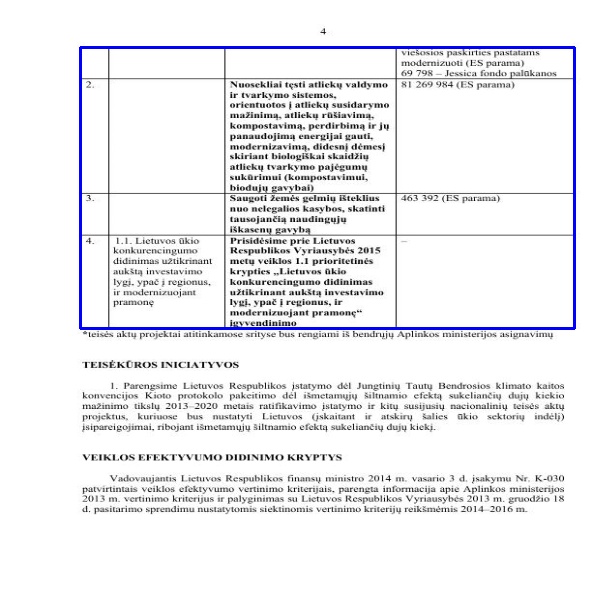 4
viešosios paskirties pastatams
modernizuoti (ES parama)
69 798 – Jessica fondo palūkanos
2.
Nuosekliai tęsti atliekų valdymo
ir tvarkymo sistemos,
orientuotos į atliekų susidarymo
mažinimą, atliekų rūšiavimą,
kompostavimą, perdirbimą ir jų
panaudojimą energijai gauti,
modernizavimą, didesnį dėmesį
skiriant biologiškai skaidžių
atliekų tvarkymo pajėgumų
sukūrimui (kompostavimui,
biodujų gavybai)
81 269 984 (ES parama)
3.
Saugoti žemės gelmių išteklius
nuo nelegalios kasybos, skatinti
tausojančią naudingųjų
iškasenų gavybą
463 392 (ES parama)
4.
1.1. Lietuvos ūkio
konkurencingumo
didinimas užtikrinant
aukštą investavimo
lygį, ypač į regionus,
ir modernizuojant
pramonę
Prisidėsime prie Lietuvos
Respublikos Vyriausybės 2015
metų veiklos 1.1 prioritetinės
krypties „Lietuvos ūkio
konkurencingumo didinimas
užtikrinant aukštą investavimo
lygį, ypač į regionus, ir
modernizuojant pramonę“
įgyvendinimo
–
*teisės aktų projektai atitinkamose srityse bus rengiami iš bendrųjų Aplinkos ministerijos asignavimų
TEISĖKŪROS INICIATYVOS
1. Parengsime Lietuvos Respublikos įstatymo dėl Jungtinių Tautų Bendrosios klimato kaitos
konvencijos Kioto protokolo pakeitimo dėl išmetamųjų šiltnamio efektą sukeliančių dujų kiekio
mažinimo tikslų 2013–2020 metais ratifikavimo įstatymo ir kitų susijusių nacionalinių teisės aktų
projektus, kuriuose bus nustatyti Lietuvos (įskaitant ir atskirų šalies ūkio sektorių indėlį)
įsipareigojimai, ribojant išmetamųjų šiltnamio efektą sukeliančių dujų kiekį.
VEIKLOS EFEKTYVUMO DIDINIMO KRYPTYS
Vadovaujantis Lietuvos Respublikos finansų ministro 2014 m. vasario 3 d. įsakymu Nr. K-030
patvirtintais veiklos efektyvumo vertinimo kriterijais, parengta informacija apie Aplinkos ministerijos
2013 m. vertinimo kriterijus ir palyginimas su Lietuvos Respublikos Vyriausybės 2013 m. gruodžio 18
d. pasitarimo sprendimu nustatytomis siektinomis vertinimo kriterijų reikšmėmis 2014–2016 m.